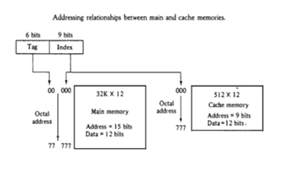 Addressing relationships between main and cache memories.
6 bits 9 bits
Tag Index
00 000
Octal
address
77 777
32K X 12
Main memory
Address = 15 bits
Data = 12 bits
000
Octal
address
777
512 X 12
Cache memory
Address = 9 bits
Data = 12 bits